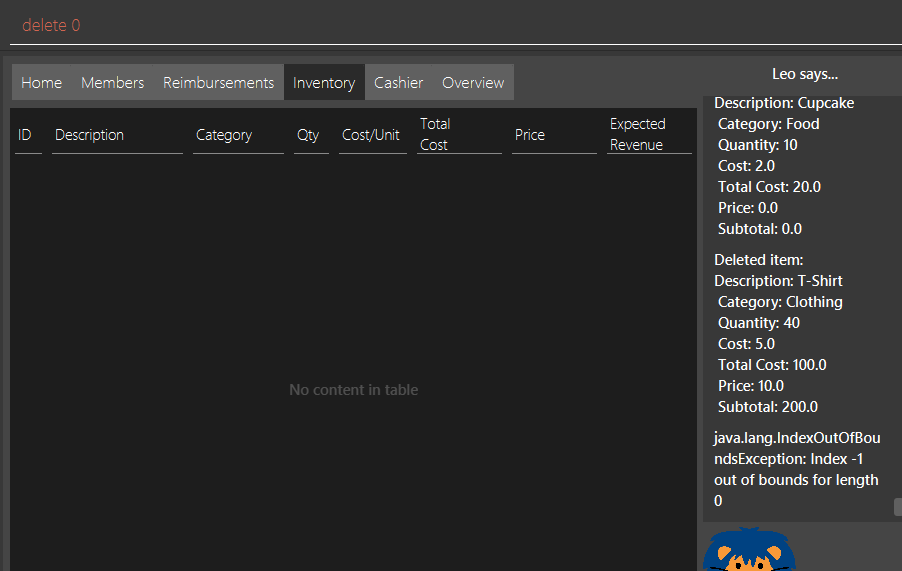 delete 0
Home Members Reimbursements Inventory Cashier Overview
Leo says...
ID Description Category Qty Cost/Unit Total Cost Price Expected Revenue
No content in table
Description: Cupcake
Category: Food
Quantity: 10
Cost: 2.0
Total Cost: 20.0
Price: 0.0
Subtotal: 0.0
Deleted item:
Description: T-Shirt
Category: Clothing
Quantity: 40
Cost: 5.0
Total Cost: 100.0
Price: 10.0
Subtotal: 200.0
java.lang.IndexOutOfBou
ndsException: Index -1
out of bounds for length
0